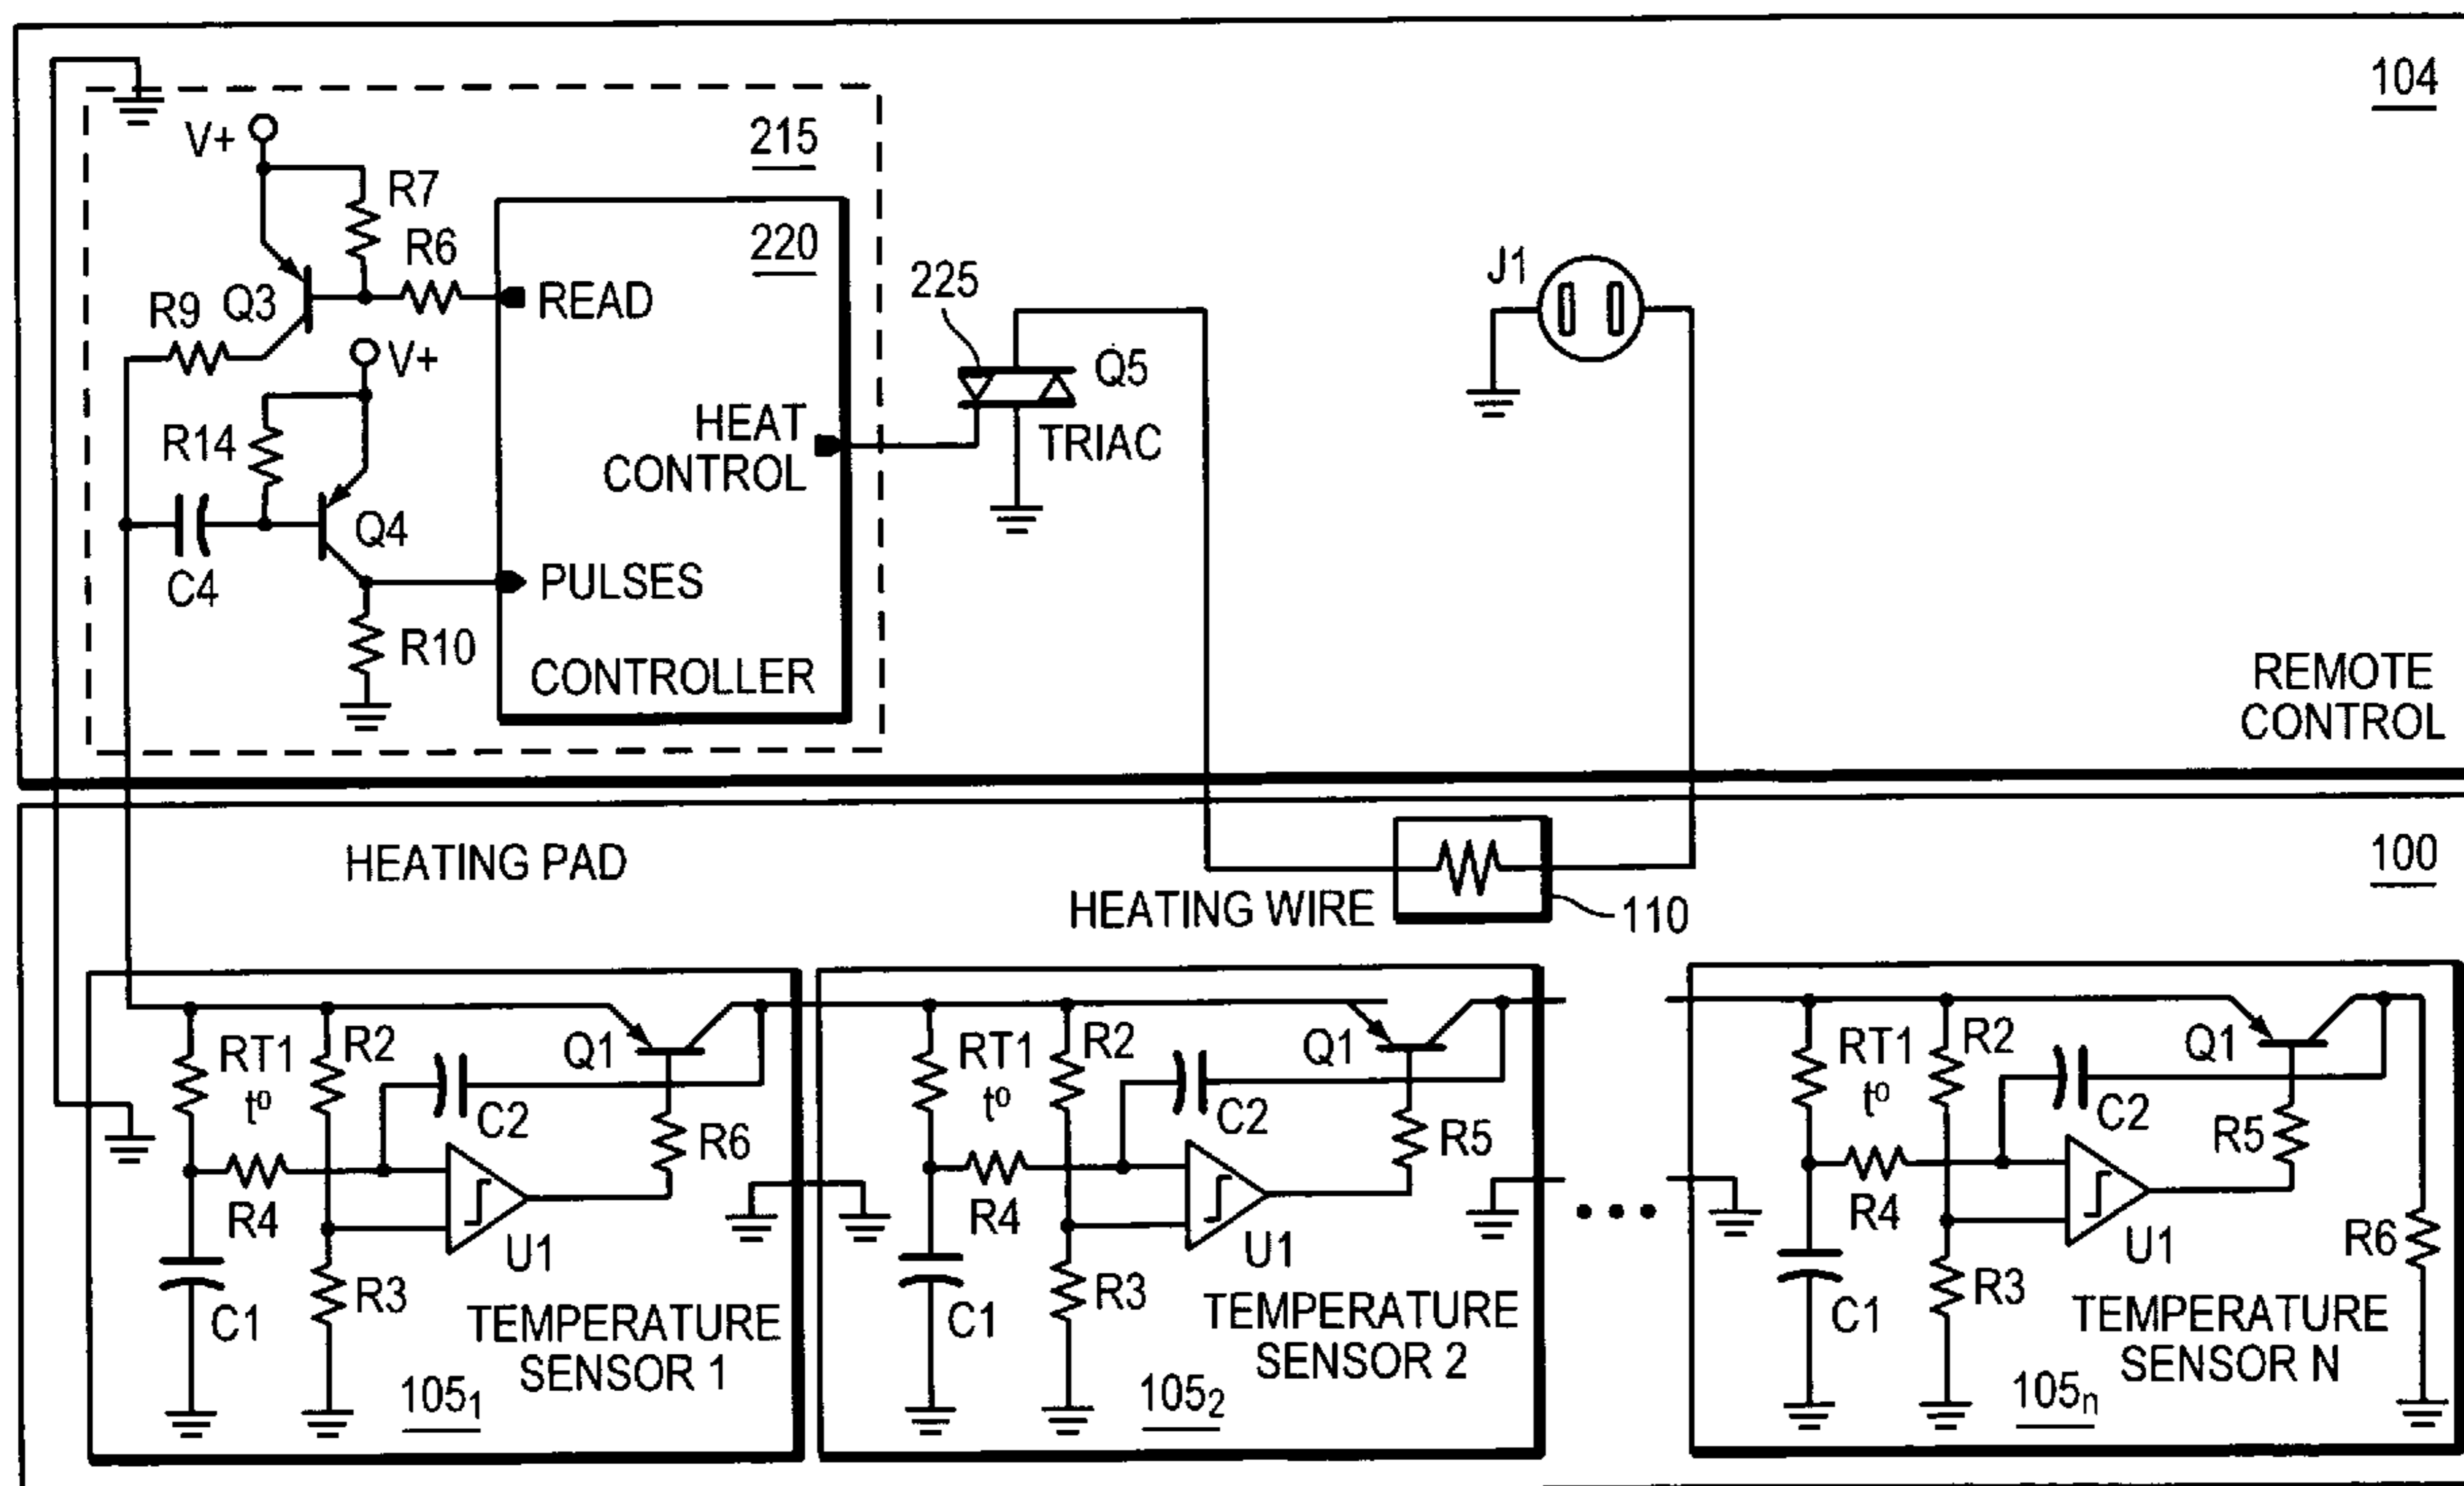 104
V+
215
R7
R6
220
Q3
READ
R9
V+
225
J1
Q5
TRIAC
R14
HEAT
CONTROL
Q4
C4
PULSES
R10
CONTROLLER
REMOTE
CONTROL
HEATING PAD
100
HEATING WIRE
110
RT1
t°
R2
Q1
C2
R6
R4
U1
C1
R3
TEMPERATURE
SENSOR 1
105₁
RT1
t°
R2
Q1
C2
R5
R4
U1
C1
R3
TEMPERATURE
SENSOR 2
105₂
RT1
t°
R2
Q1
C2
R5
R4
U1
R6
C1
R3
TEMPERATURE
SENSOR N
105ₙ